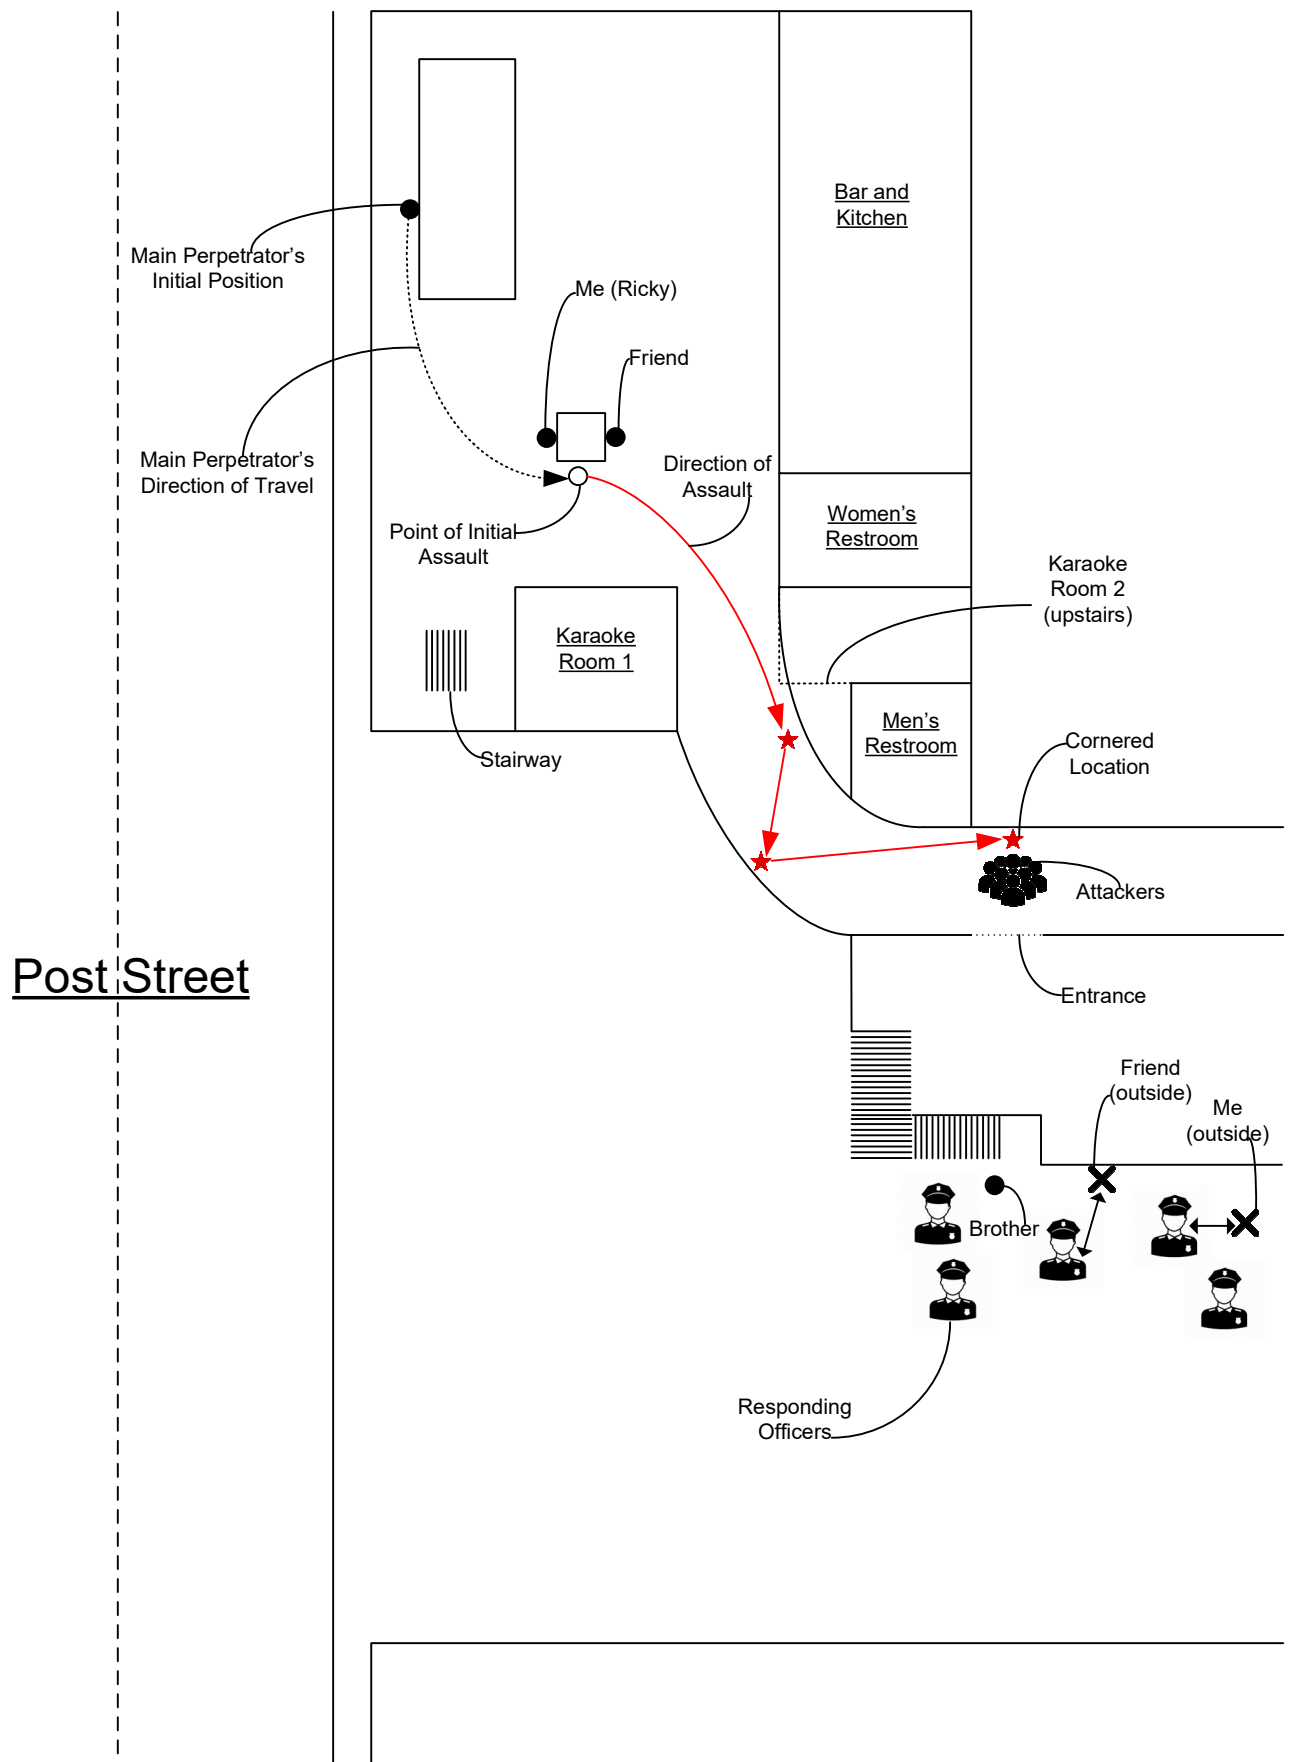 Bar and
Kitchen
Main Perpetrator’s
Initial Position
Me (Ricky)
Friend
Main Perpetrator’s
Direction of Travel
Direction of
Assault
Point of Initial
Assault
Women’s
Restroom
Karaoke
Room 2
(upstairs)
Karaoke
Room 1
Men’s
Restroom
Stairway
Cornered
Location
Attackers
Post Street
Entrance
Friend
(outside)
Me
(outside)
Brother
Responding
Officers